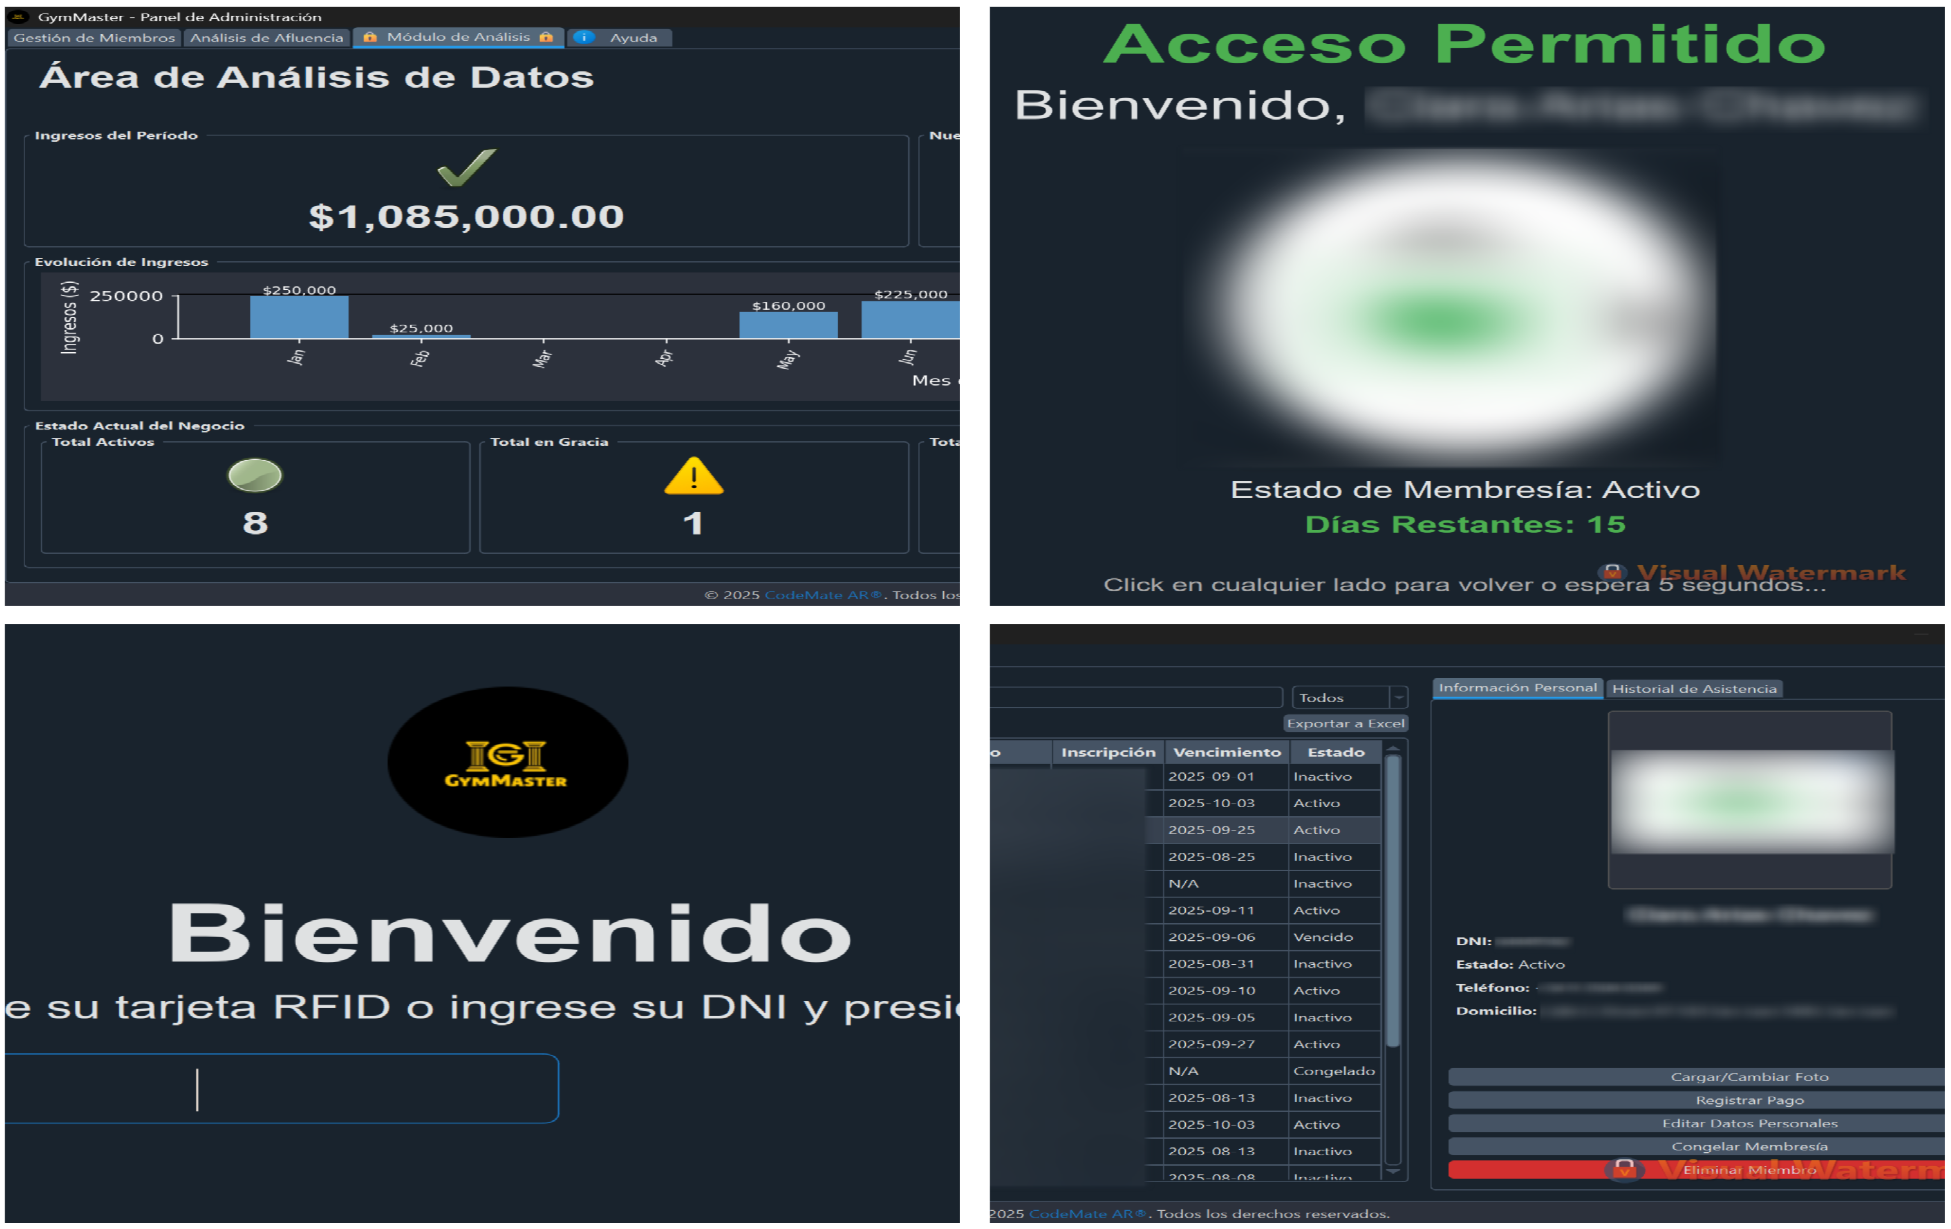 GymMaster - Panel de Administración
Gestión de Miembros Análisis de Afluencia Módulo de Análisis Ayuda
Área de Análisis de Datos
Ingresos del Período
Nue
$1,085,000.00
Evolución de Ingresos
Ingresos ($)
250000
0
$250,000
$25,000
$160,000
$225,000
Jan Feb Mar Apr May Jun
Mes
Estado Actual del Negocio
Total Activos
8
Total en Gracia
1
Tota
© 2025 CodeMate AR®. Todos los
Acceso Permitido
Bienvenido,
Estado de Membresía: Activo
Días Restantes: 15
Visual Watermark
Click en cualquier lado para volver o espera 5 segundos...
GYMMASTER
Bienvenido
e su tarjeta RFID o ingrese su DNI y presi
Todos
Exportar a Excel
o Inscripción Vencimiento Estado
2025-09-01 Inactivo
2025-10-03 Activo
2025-09-25 Activo
2025-08-25 Inactivo
N/A Inactivo
2025-09-11 Activo
2025-09-06 Vencido
2025-08-31 Inactivo
2025-09-10 Activo
2025-09-05 Inactivo
2025-09-27 Activo
N/A Congelado
2025-08-13 Inactivo
2025-10-03 Activo
2025-08-13 Inactivo
2025-08-08 Inactivo
Información Personal Historial de Asistencia
DNI:
Estado: Activo
Teléfono:
Domicilio:
Cargar/Cambiar Foto
Registrar Pago
Editar Datos Personales
Congelar Membresía
Eliminar Miembro
Visual Waterm
2025 CodeMate AR®. Todos los derechos reservados.